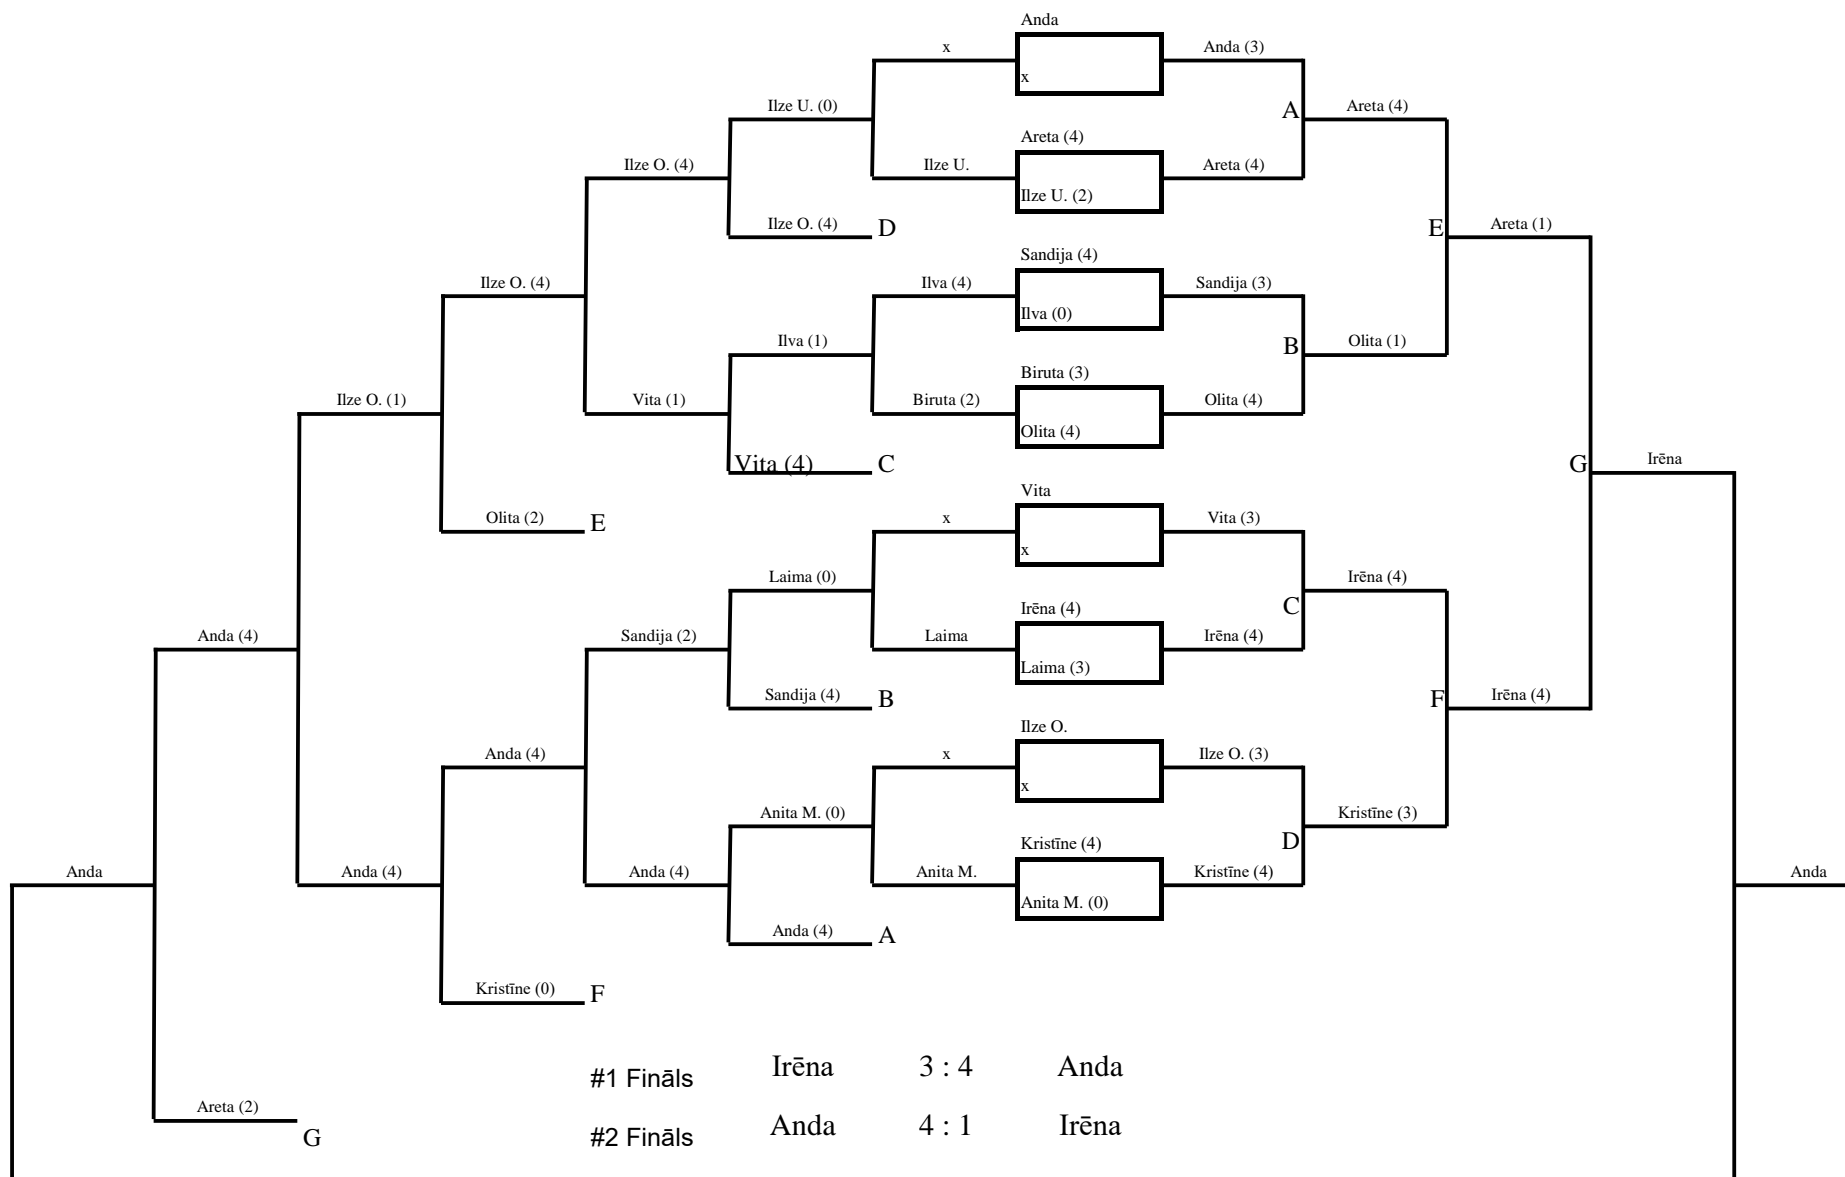 Anda
x
Anda (3)
x
Ilze U. (0)
A
Areta (4)
Areta (4)
Ilze O. (4)
Ilze U.
Areta (4)
Ilze U. (2)
Ilze O. (4)
D
E
Areta (1)
Sandija (4)
Ilze O. (4)
Ilva (4)
Sandija (3)
Ilva (0)
Ilva (1)
B
Olita (1)
Biruta (3)
Ilze O. (1)
Vita (1)
Biruta (2)
Olita (4)
Olita (4)
Vita (4)
C
G
Irēna
Vita
Olita (2)
E
x
Vita (3)
x
Laima (0)
C
Irēna (4)
Irēna (4)
Anda (4)
Sandija (2)
Laima
Irēna (4)
Laima (3)
Sandija (4)
B
F
Irēna (4)
Ilze O.
Anda (4)
x
Ilze O. (3)
x
Anita M. (0)
D
Kristīne (3)
Kristīne (4)
Anda
Anda (4)
Anda (4)
Anita M.
Kristīne (4)
Anda
Anita M. (0)
Anda (4)
A
Kristīne (0)
F
#1 Fināls Irēna 3 : 4 Anda
Areta (2)
G
#2 Fināls Anda 4 : 1 Irēna